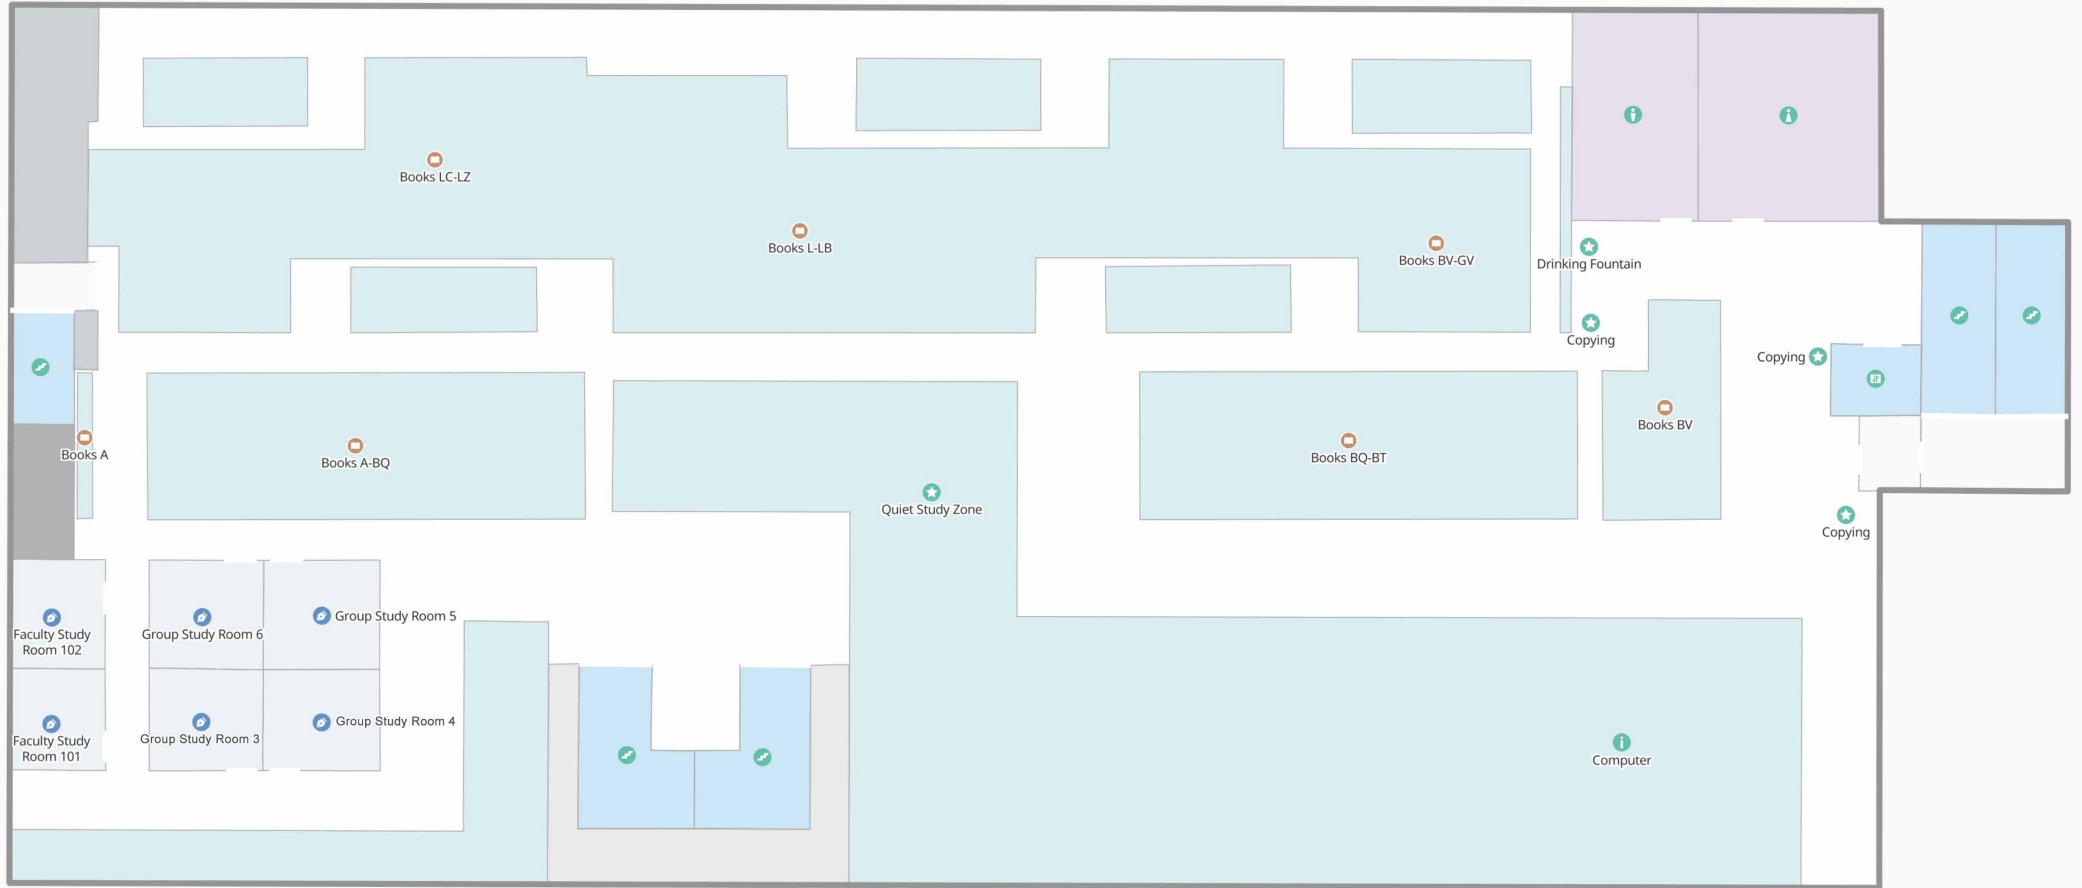 Books LC-LZ
Books L-LB
Books BV-GV
Drinking Fountain
Copying
Copying
Books BV
Books A
Books A-BQ
Books BQ-BT
Quiet Study Zone
Copying
Faculty Study
Room 102
Group Study Room 6
Group Study Room 5
Faculty Study
Room 101
Group Study Room 3
Group Study Room 4
Computer